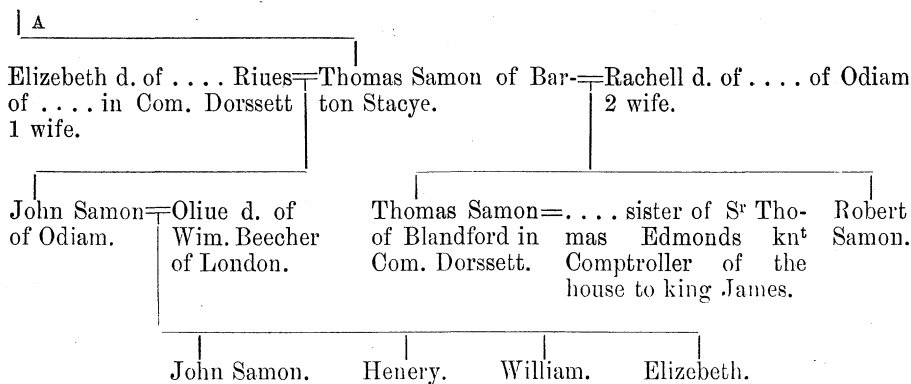 A
Elizebeth d. of . . . . Riues=Thomas Samon of Bar-=Rachell d. of . . . . of Odiam
of . . . . in Com. Dorssett ton Stacye. 2 wife.
1 wife.
John Samon=Oliue d. of Thomas Samon=. . . . sister of Sʳ Tho- Robert
of Odiam. Wim. Beecher of Blandford in mas Edmonds knᵗ Samon.
of London. Com. Dorssett. Comptroller of the
house to king James.
John Samon. Henery. William. Elizebeth.